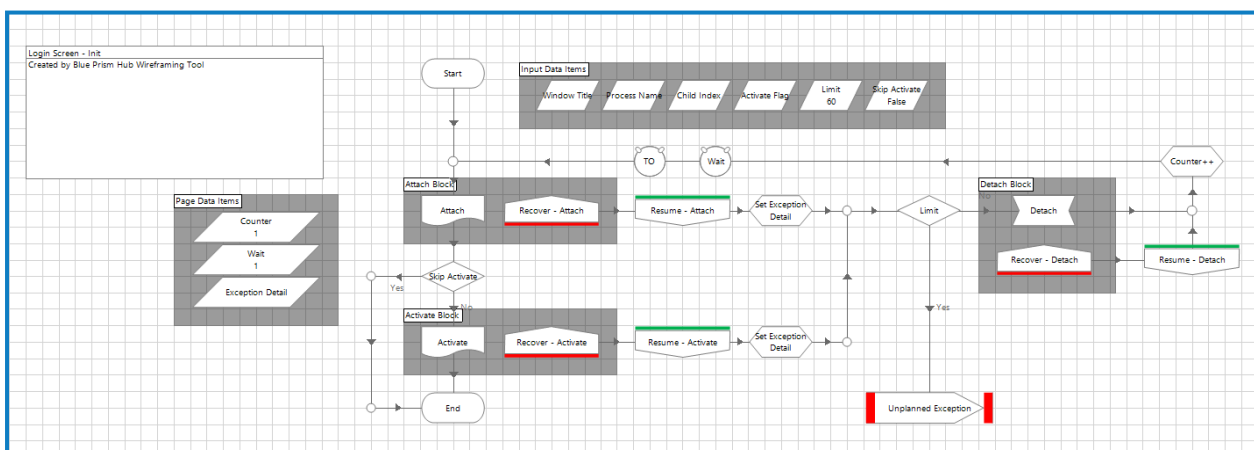 Login Screen - Init
Created by Blue Prism Hub Wireframing Tool
Start
Input Data Items
Window Title
Process Name
Child Index
Activate Flag
Limit
60
Skip Activate
False
TO
Wait
Counter++
Page Data Items
Counter
1
Wait
1
Exception Detail
Attach Block
Attach
Recover - Attach
Resume - Attach
Set Exception
Detail
Limit
No
Yes
Detach Block
Detach
Recover - Detach
Resume - Detach
Skip Activate
Yes
No
Activate Block
Activate
Recover - Activate
Resume - Activate
Set Exception
Detail
End
Unplanned Exception